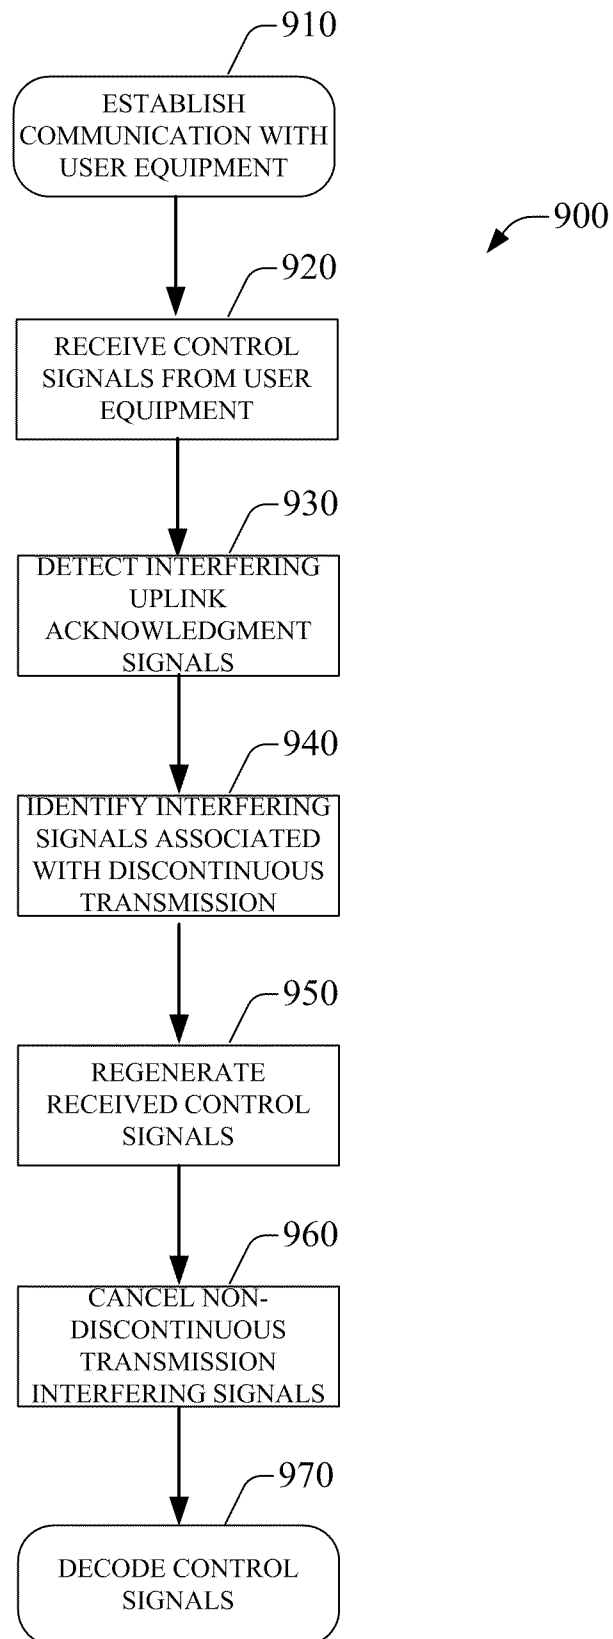 910
ESTABLISH
COMMUNICATION WITH
USER EQUIPMENT
900
920
RECEIVE CONTROL
SIGNALS FROM USER
EQUIPMENT
930
DETECT INTERFERING
UPLINK
ACKNOWLEDGMENT
SIGNALS
940
IDENTIFY INTERFERING
SIGNALS ASSOCIATED
WITH DISCONTINUOUS
TRANSMISSION
950
REGENERATE
RECEIVED CONTROL
SIGNALS
960
CANCEL NON-
DISCONTINUOUS
TRANSMISSION
INTERFERING SIGNALS
970
DECODE CONTROL
SIGNALS